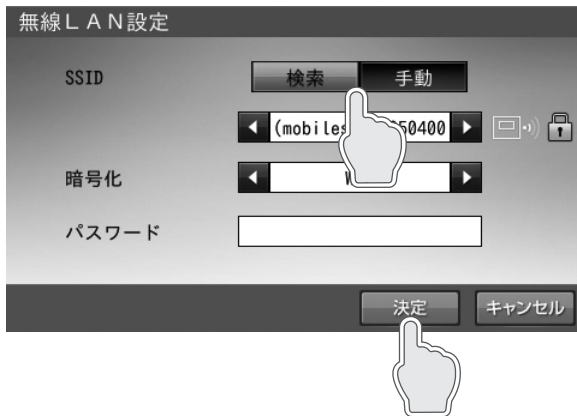 無線ＬＡＮ設定
SSID 検索 手動
(mobiles 50400
暗号化
パスワード
決定 キャンセル